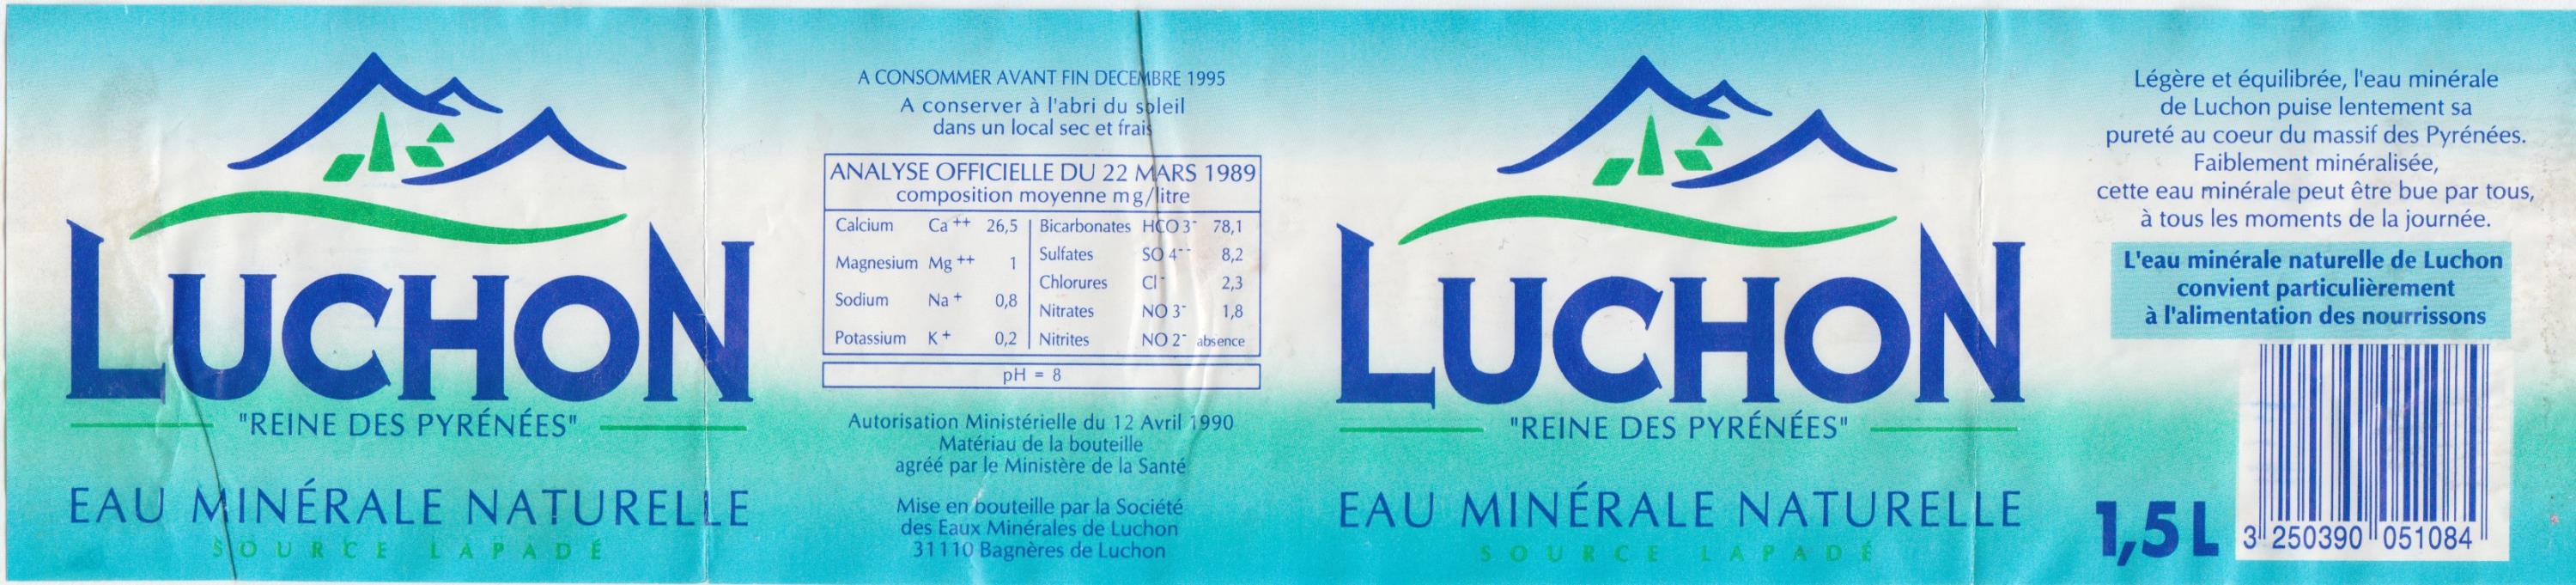 LUCHON
"REINE DES PYRÉNÉES"
EAU MINÉRALE NATURELLE
SOURCE LAPADÉ
A CONSOMMER AVANT FIN DECEMBRE 1995
A conserver à l'abri du soleil
dans un local sec et frais
ANALYSE OFFICIELLE DU 22 MARS 1989
composition moyenne mg/litre
Calcium Ca ++ 26,5
Magnesium Mg ++ 1
Sodium Na + 0,8
Potassium K + 0,2
Bicarbonates HCO 3- 78,1
Sulfates SO 4-- 8,2
Chlorures Cl - 2,3
Nitrates NO 3- 1,8
Nitrites NO 2- absence
pH = 8
Autorisation Ministérielle du 12 Avril 1990
Matériau de la bouteille
agréé par le Ministère de la Santé
Mise en bouteille par la Société
des Eaux Minérales de Luchon
31110 Bagnères de Luchon
LUCHON
"REINE DES PYRÉNÉES"
EAU MINÉRALE NATURELLE
SOURCE LAPADÉ
Légère et équilibrée, l'eau minérale
de Luchon puise lentement sa
pureté au coeur du massif des Pyrénées.
Faiblement minéralisée,
cette eau minérale peut être bue par tous,
à tous les moments de la journée.
L'eau minérale naturelle de Luchon
convient particulièrement
à l'alimentation des nourrissons
1,5 L
3 250390 051084